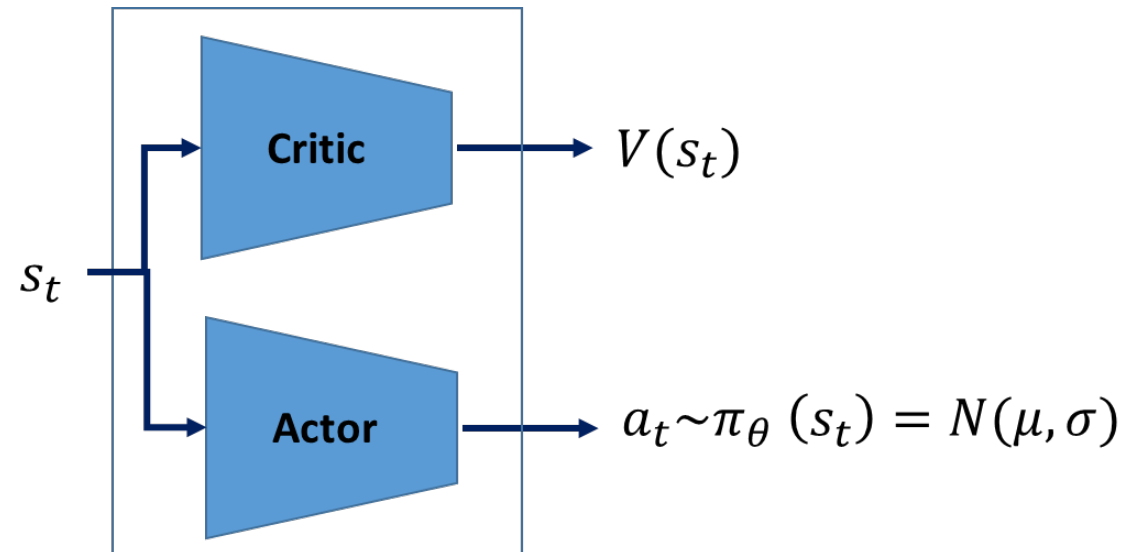 Critic
V(s_t)
s_t
Actor
a_t~π_θ (s_t) = N(μ, σ)